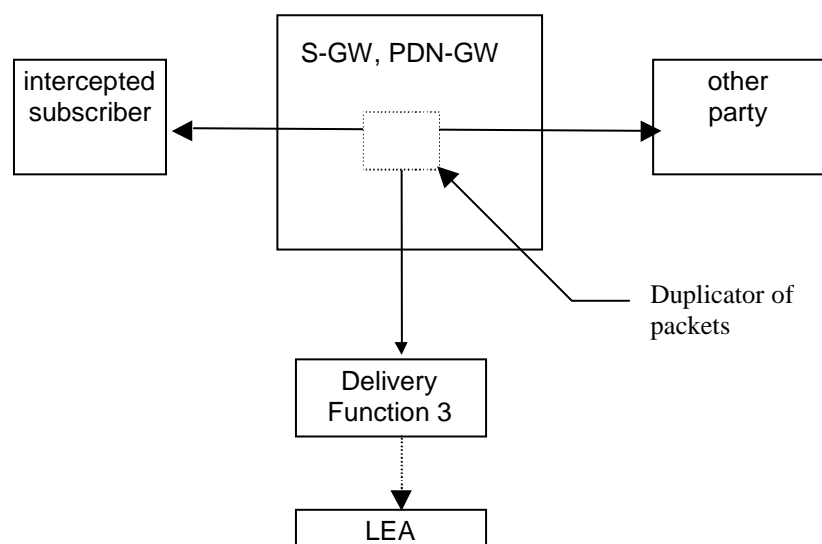 S-GW, PDN-GW
intercepted
subscriber
other
party
Duplicator of
packets
Delivery
Function 3
LEA